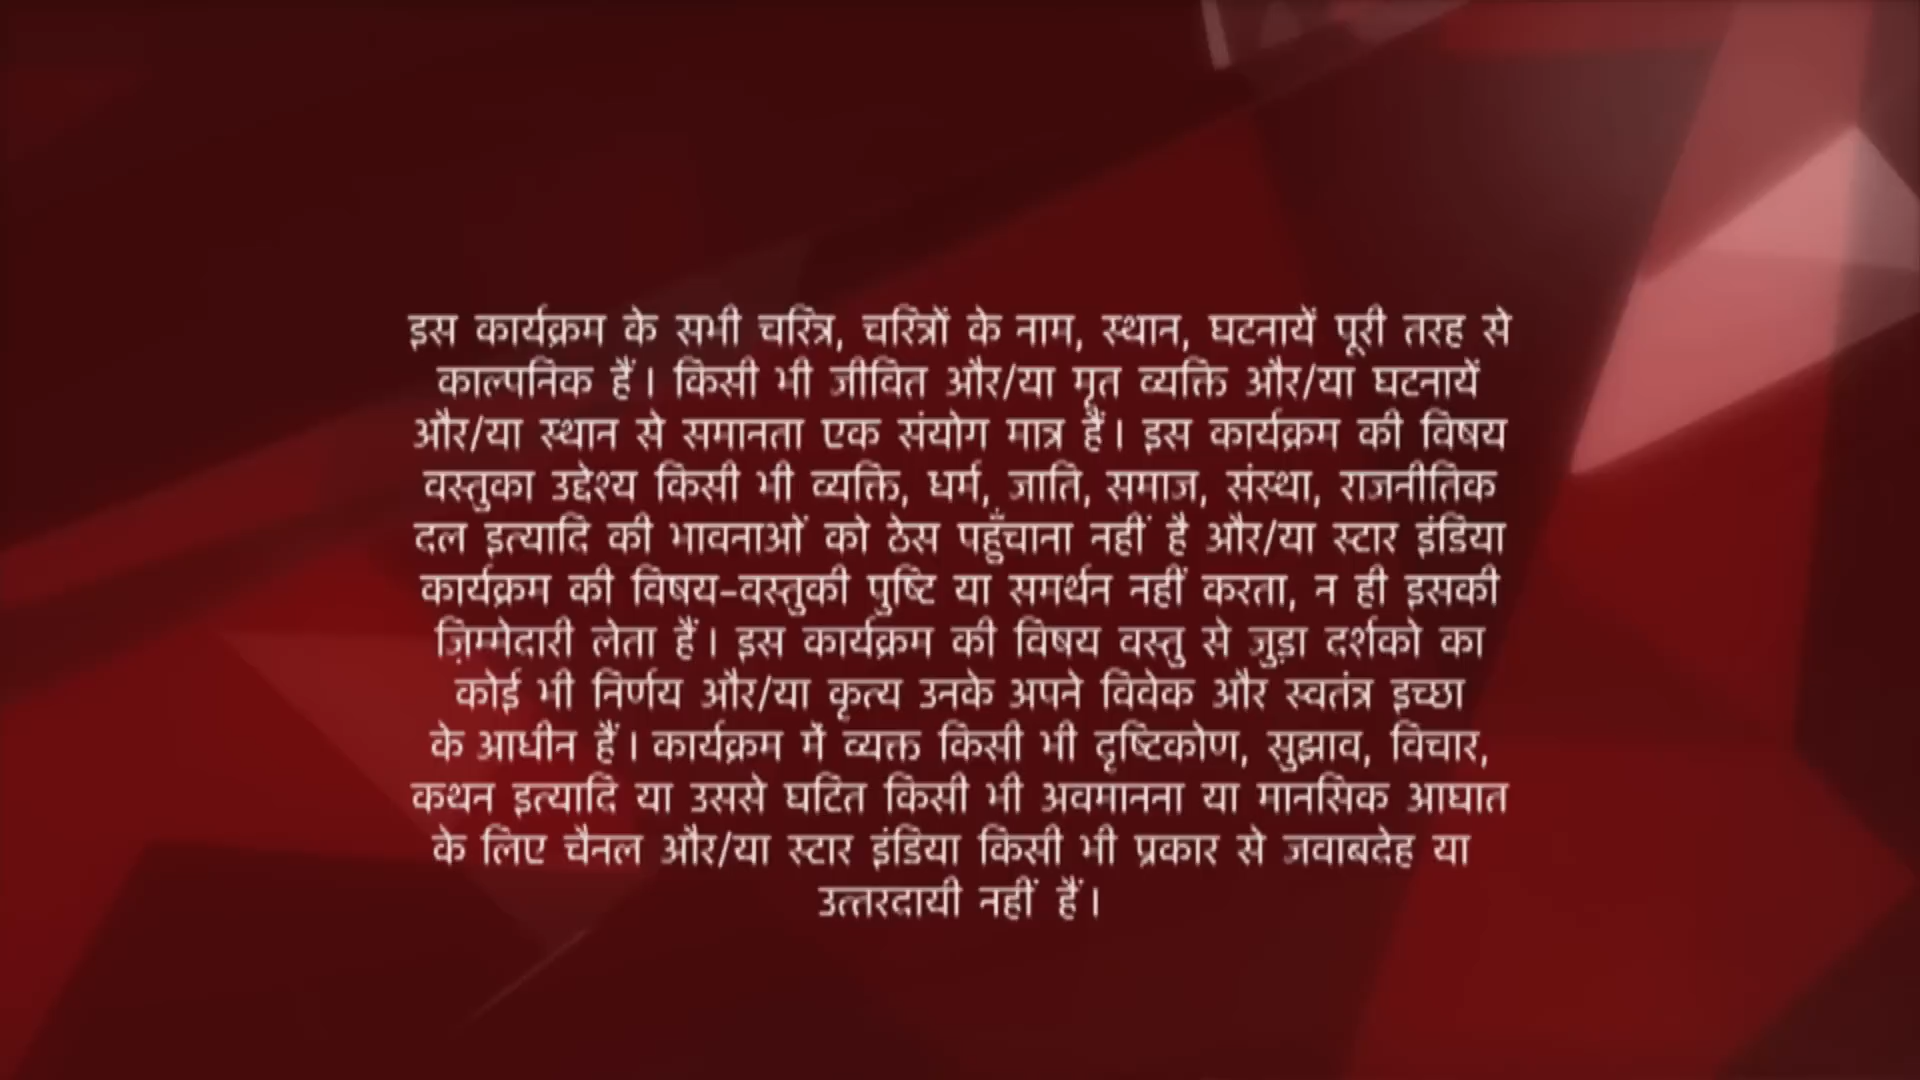 इस कार्यक्रम के सभी चरित्र, चरित्रों के नाम, स्थान, घटनायें पूरी तरह से
काल्पनिक हैं। किसी भी जीवित और/या मृत व्यक्ति और/या घटनायें
और/या स्थान से समानता एक संयोग मात्र हैं। इस कार्यक्रम की विषय
वस्तुका उद्देश्य किसी भी व्यक्ति, धर्म, जाति, समाज, संस्था, राजनीतिक
दल इत्यादि की भावनाओं को ठेस पहुँचाना नहीं है और/या स्टार इंडिया
कार्यक्रम की विषय-वस्तुकी पुष्टि या समर्थन नहीं करता, न ही इसकी
ज़िम्मेदारी लेता हैं। इस कार्यक्रम की विषय वस्तु से जुड़ा दर्शको का
कोई भी निर्णय और/या कृत्य उनके अपने विवेक और स्वतंत्र इच्छा
के आधीन हैं। कार्यक्रम में व्यक्त किसी भी दृष्टिकोण, सुझाव, विचार,
कथन इत्यादि या उससे घटित किसी भी अवमानना या मानसिक आघात
के लिए चैनल और/या स्टार इंडिया किसी भी प्रकार से जवाबदेह या
उत्तरदायी नहीं हैं।